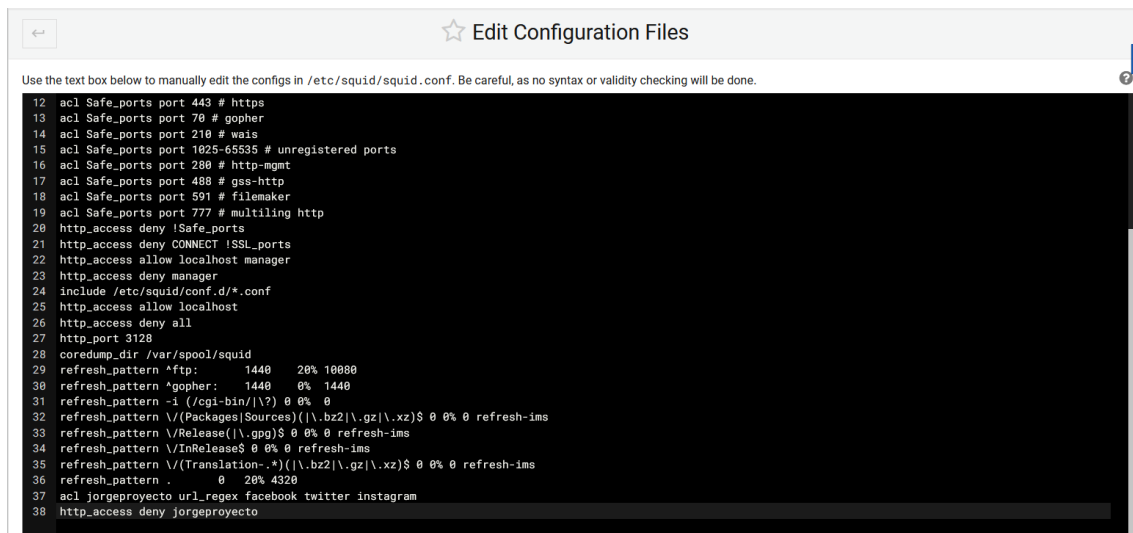 Edit Configuration Files
Use the text box below to manually edit the configs in /etc/squid/squid.conf. Be careful, as no syntax or validity checking will be done.
12 acl Safe_ports port 443 # https
13 acl Safe_ports port 70 # gopher
14 acl Safe_ports port 210 # wais
15 acl Safe_ports port 1025-65535 # unregistered ports
16 acl Safe_ports port 280 # http-mgmt
17 acl Safe_ports port 488 # gss-http
18 acl Safe_ports port 591 # filemaker
19 acl Safe_ports port 777 # multiling http
20 http_access deny !Safe_ports
21 http_access deny CONNECT !SSL_ports
22 http_access allow localhost manager
23 http_access deny manager
24 include /etc/squid/conf.d/*.conf
25 http_access allow localhost
26 http_access deny all
27 http_port 3128
28 coredump_dir /var/spool/squid
29 refresh_pattern ^ftp: 1440 20% 10080
30 refresh_pattern ^gopher: 1440 0% 1440
31 refresh_pattern -i (/cgi-bin/|\?) 0 0% 0
32 refresh_pattern \/(Packages|Sources)(|\.bz2|\.gz|\.xz)$ 0 0% 0 refresh-ims
33 refresh_pattern \/Release(|\.gpg)$ 0 0% 0 refresh-ims
34 refresh_pattern \/InRelease$ 0 0% 0 refresh-ims
35 refresh_pattern \/(Translation-.*)(|\.bz2|\.gz|\.xz)$ 0 0% 0 refresh-ims
36 refresh_pattern . 0 20% 4320
37 acl jorgeproyecto url_regex facebook twitter instagram
38 http_access deny jorgeproyecto